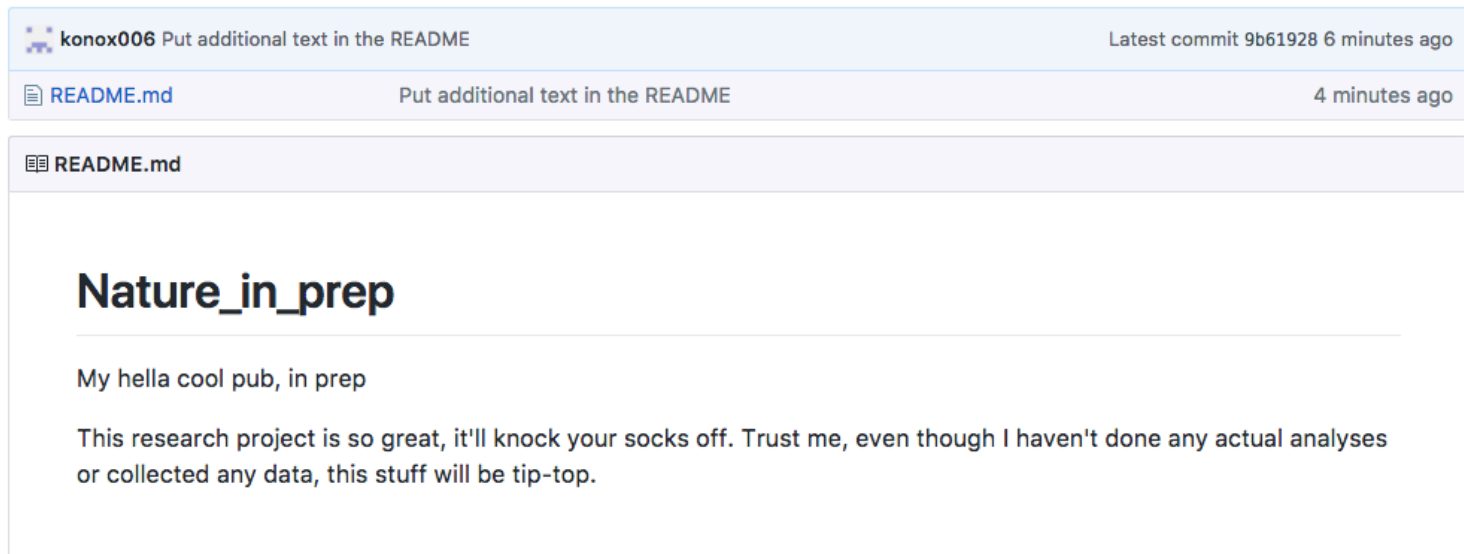 konox006 Put additional text in the README Latest commit 9b61928 6 minutes ago
README.md Put additional text in the README 4 minutes ago
README.md
Nature_in_prep
My hella cool pub, in prep
This research project is so great, it'll knock your socks off. Trust me, even though I haven't done any actual analyses
or collected any data, this stuff will be tip-top.